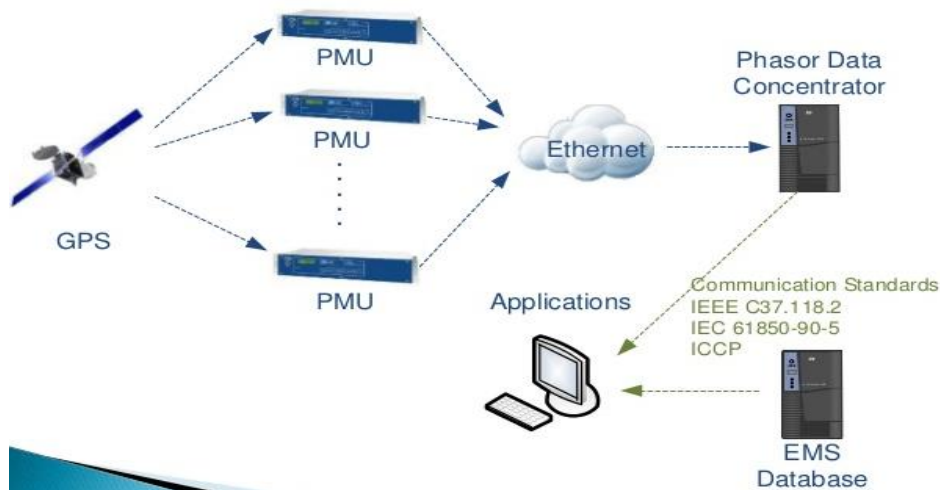 PMU
Phasor Data
Concentrator
PMU
Ethernet
GPS
PMU
Communication Standards
IEEE C37.118.2
IEC 61850-90-5
ICCP
Applications
EMS
Database